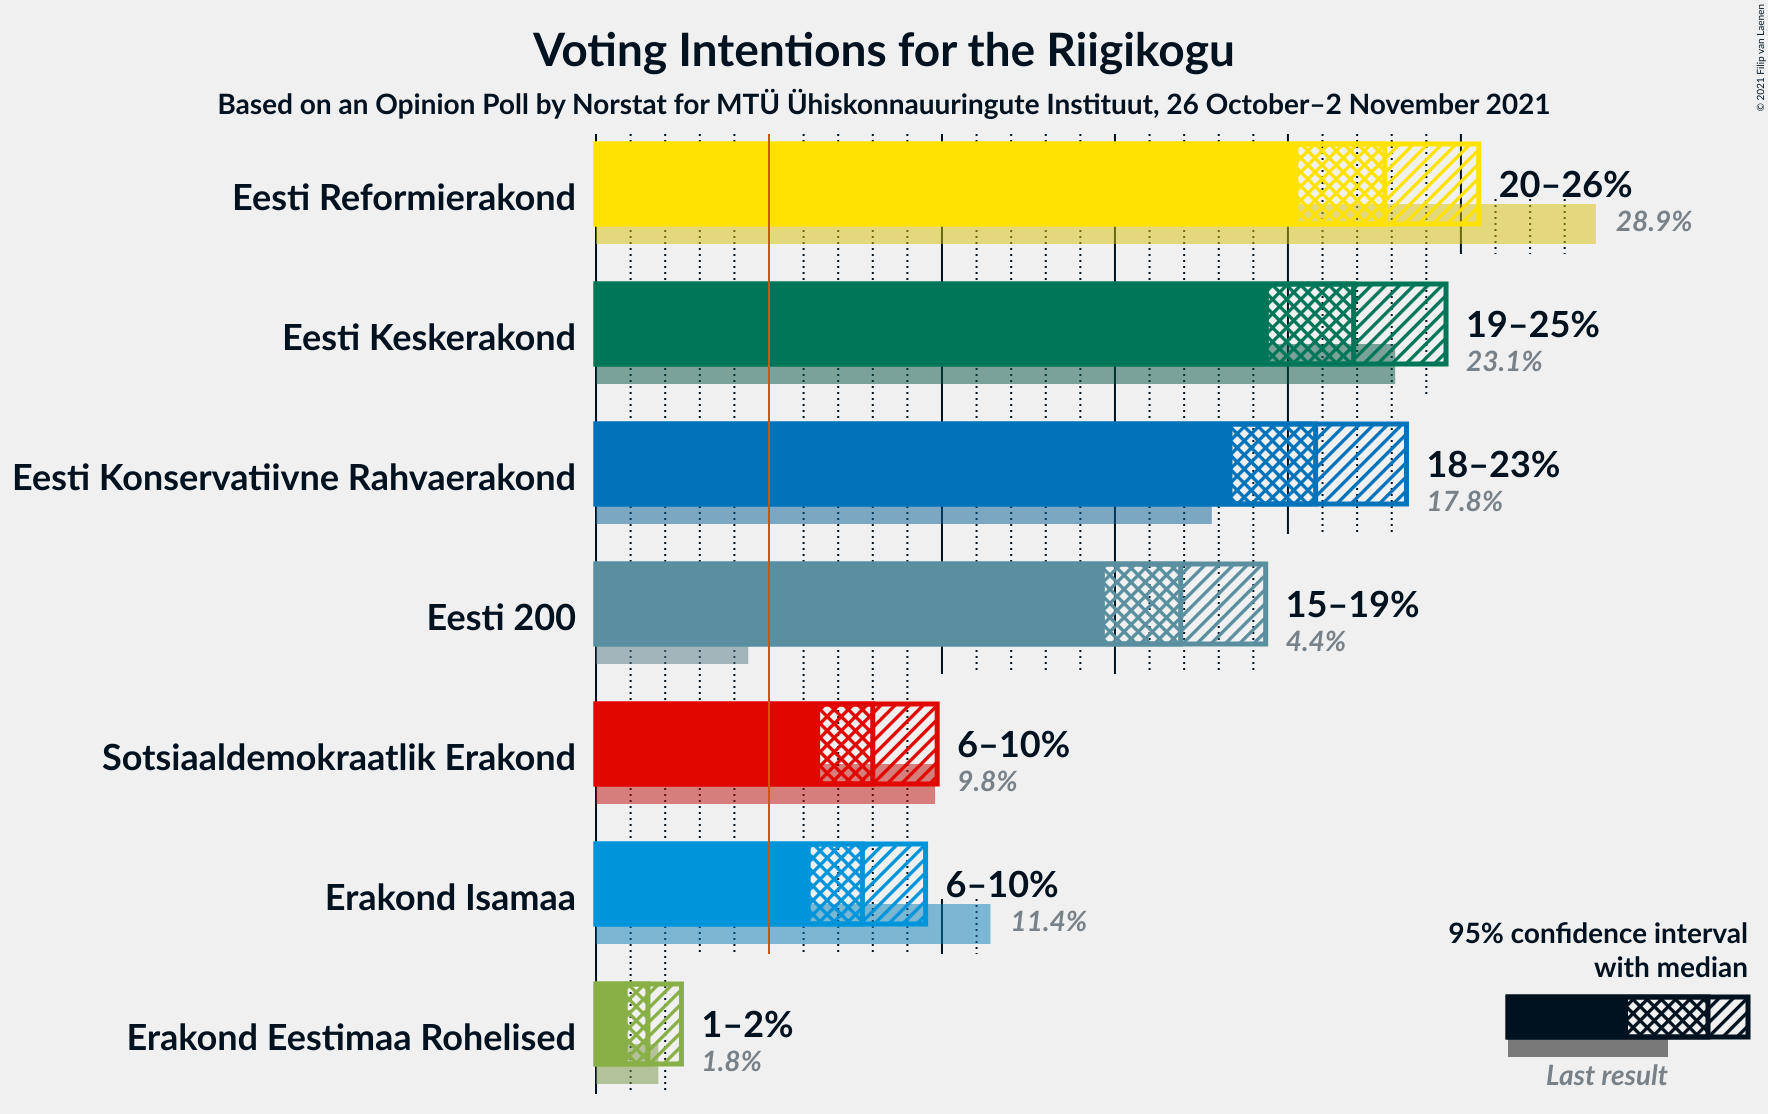 Voting Intentions for the Riigikogu
Based on an Opinion Poll by Norstat for MTÜ Ühiskonnauuringute Instituut, 26 October–2 November 2021
© 2021 Filip van Laenen
Eesti Reformierakond
20–26%
28.9%
Eesti Keskerakond
19–25%
23.1%
Eesti Konservatiivne Rahvaerakond
18–23%
17.8%
Eesti 200
15–19%
4.4%
Sotsiaaldemokraatlik Erakond
6–10%
9.8%
Erakond Isamaa
6–10%
11.4%
Erakond Eestimaa Rohelised
1–2%
1.8%
95% confidence interval
with median
Last result